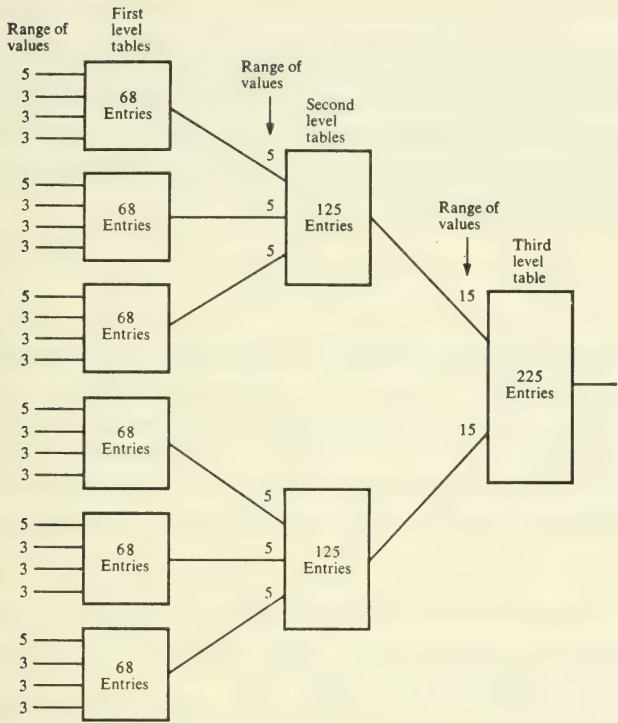 Range of
values
First
level
tables
5
3
3
3
68
Entries
5
3
3
3
68
Entries
5
3
3
3
68
Entries
5
3
3
3
68
Entries
5
3
3
3
68
Entries
5
3
3
3
68
Entries
Range of
values
Second
level
tables
5
5
5
125
Entries
5
5
5
125
Entries
Range of
values
Third
level
table
15
15
225
Entries